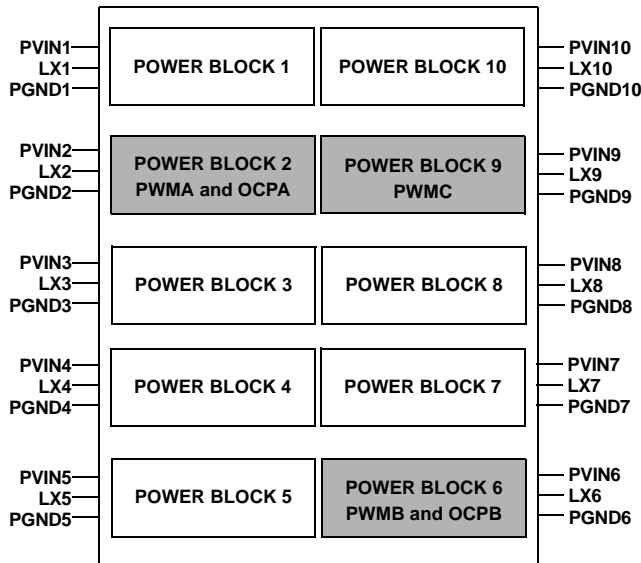 PVIN1
LX1
PGND1
POWER BLOCK 1
POWER BLOCK 10
PVIN10
LX10
PGND10
PVIN2
LX2
PGND2
POWER BLOCK 2
PWMA and OCPA
POWER BLOCK 9
PWMC
PVIN9
LX9
PGND9
PVIN3
LX3
PGND3
POWER BLOCK 3
POWER BLOCK 8
PVIN8
LX8
PGND8
PVIN4
LX4
PGND4
POWER BLOCK 4
POWER BLOCK 7
PVIN7
LX7
PGND7
PVIN5
LX5
PGND5
POWER BLOCK 5
POWER BLOCK 6
PWMB and OCPB
PVIN6
LX6
PGND6